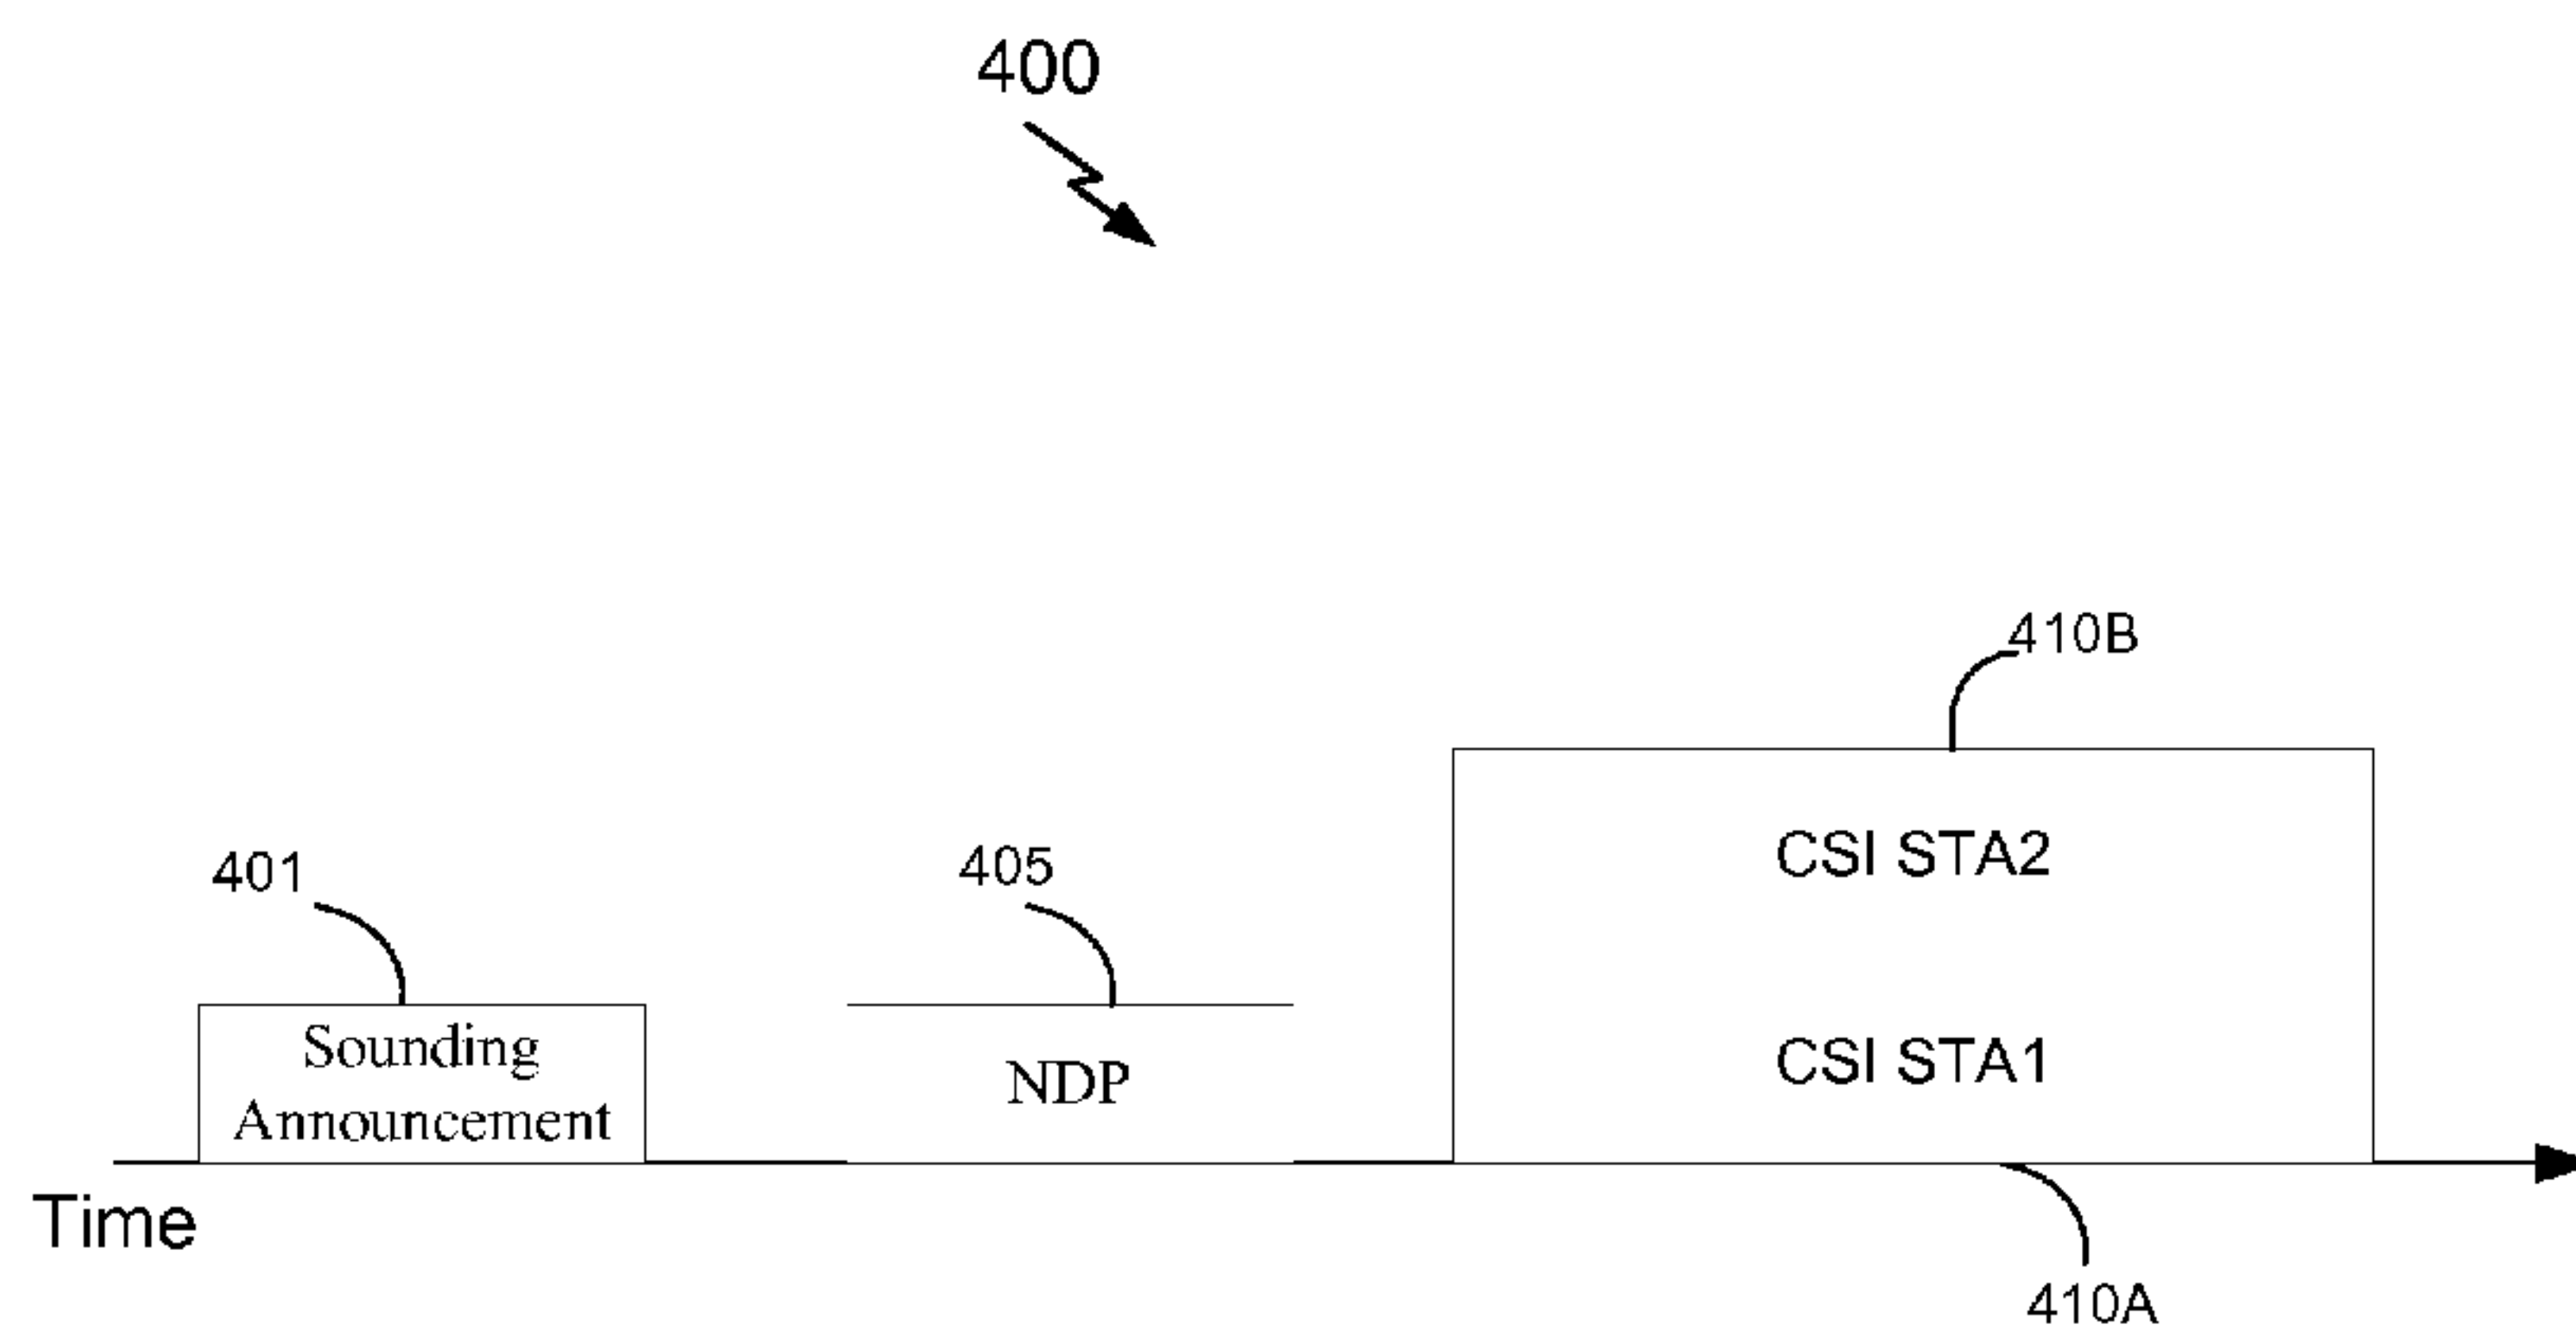 400
410B
CSI STA2
401
405
Sounding
Announcement
NDP
CSI STA1
Time
410A